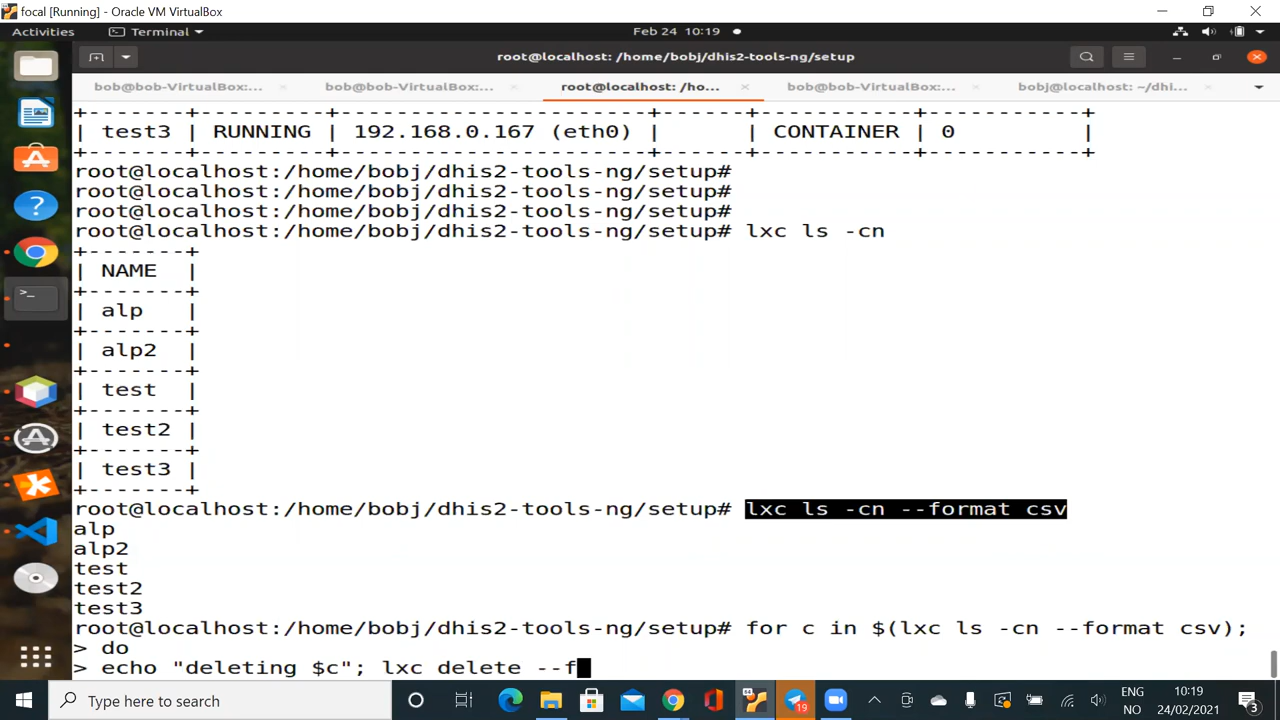 focal [Running] - Oracle VM VirtualBox
Activities Terminal Feb 24 10:19
root@localhost: /home/bobj/dhis2-tools-ng/setup
bob@bob-VirtualBox:... bob@bob-VirtualBox:... root@localhost: /ho... bob@bob-VirtualBox:... bobj@localhost: ~/dhi...
+-------+---------+----------------------+------+-----------+-----------+
| test3 | RUNNING | 192.168.0.167 (eth0) |      | CONTAINER | 0         |
+-------+---------+----------------------+------+-----------+-----------+
root@localhost:/home/bobj/dhis2-tools-ng/setup#
root@localhost:/home/bobj/dhis2-tools-ng/setup#
root@localhost:/home/bobj/dhis2-tools-ng/setup#
root@localhost:/home/bobj/dhis2-tools-ng/setup# lxc ls -cn
+-------+
| NAME  |
+-------+
| alp   |
+-------+
| alp2  |
+-------+
| test  |
+-------+
| test2 |
+-------+
| test3 |
+-------+
root@localhost:/home/bobj/dhis2-tools-ng/setup# lxc ls -cn --format csv
alp
alp2
test
test2
test3
root@localhost:/home/bobj/dhis2-tools-ng/setup# for c in $(lxc ls -cn --format csv);
> do
> echo "deleting $c"; lxc delete --f
Type here to search
19
ENG
NO
10:19
24/02/2021
3